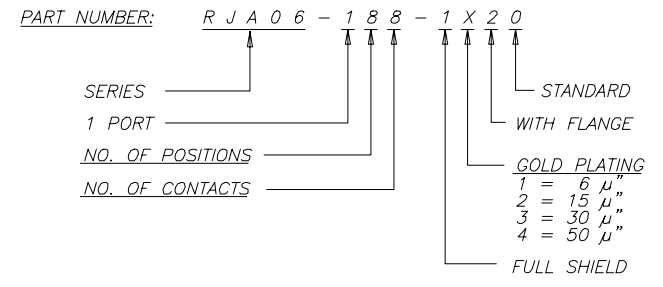 PART NUMBER: RJA06-188-1X20
SERIES
STANDARD
1 PORT
WITH FLANGE
NO. OF POSITIONS
NO. OF CONTACTS
GOLD PLATING
1 = 6 μ"
2 = 15 μ"
3 = 30 μ"
4 = 50 μ"
FULL SHIELD